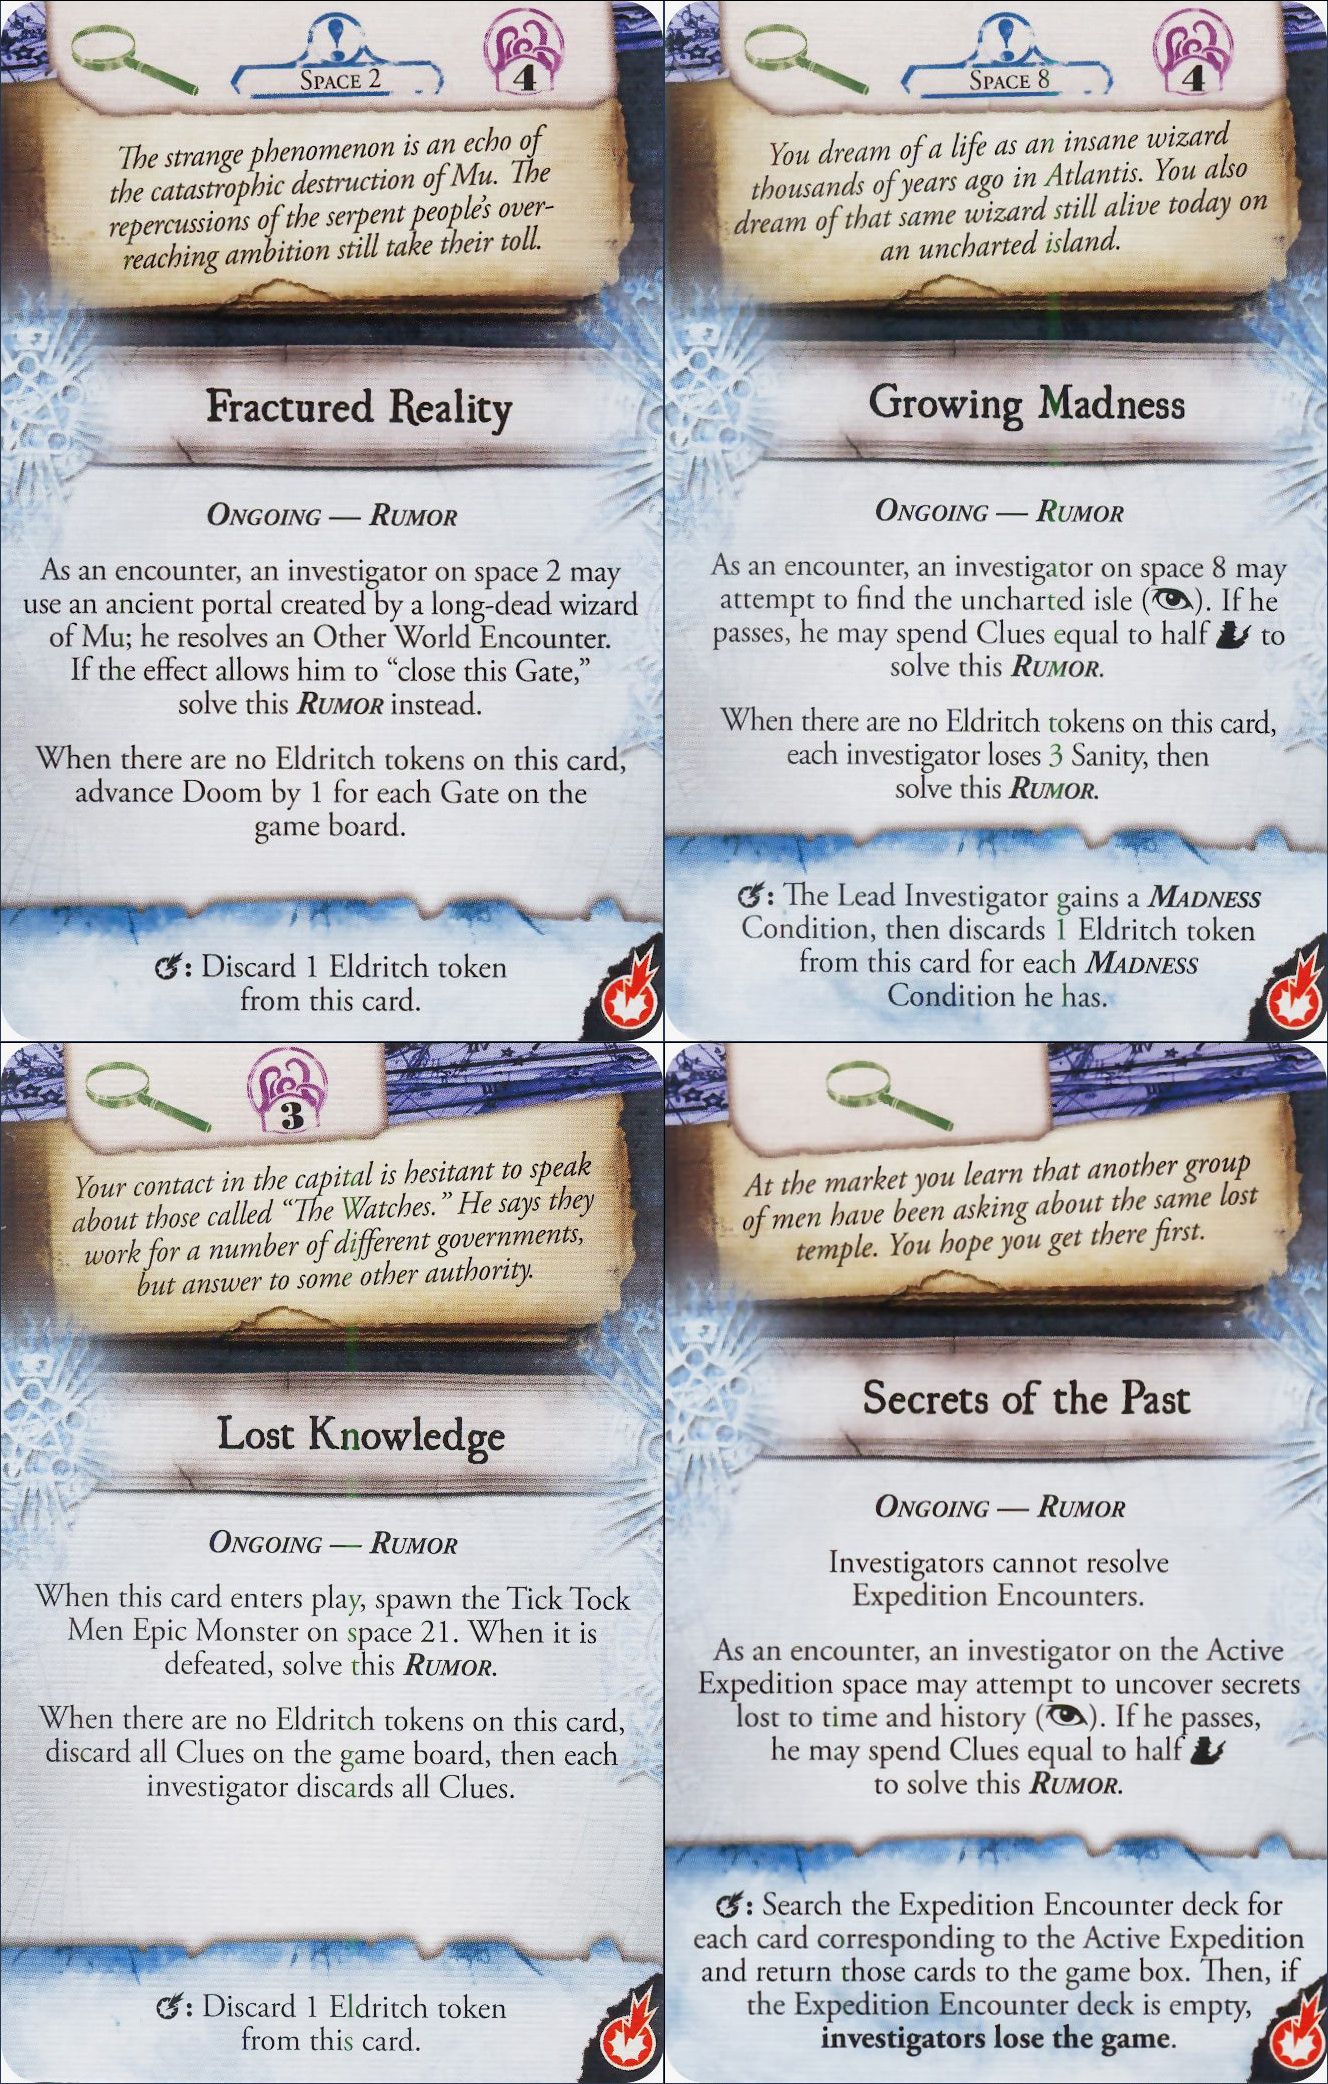 SPACE 2
4
The strange phenomenon is an echo of
the catastrophic destruction of Mu. The
repercussions of the serpent people's over-
reaching ambition still take their toll.
Fractured Reality
ONGOING — RUMOR
As an encounter, an investigator on space 2 may
use an ancient portal created by a long-dead wizard
of Mu; he resolves an Other World Encounter.
If the effect allows him to “close this Gate,”
solve this RUMOR instead.
When there are no Eldritch tokens on this card,
advance Doom by 1 for each Gate on the
game board.
: Discard 1 Eldritch token
from this card.
SPACE 8
4
You dream of a life as an insane wizard
thousands of years ago in Atlantis. You also
dream of that same wizard still alive today on
an uncharted island.
Growing Madness
ONGOING — RUMOR
As an encounter, an investigator on space 8 may
attempt to find the uncharted isle ( ). If he
passes, he may spend Clues equal to half to
solve this RUMOR.
When there are no Eldritch tokens on this card,
each investigator loses 3 Sanity, then
solve this RUMOR.
: The Lead Investigator gains a MADNESS
Condition, then discards 1 Eldritch token
from this card for each MADNESS
Condition he has.
3
Your contact in the capital is hesitant to speak
about those called “The Watches.” He says they
work for a number of different governments,
but answer to some other authority.
Lost Knowledge
ONGOING — RUMOR
When this card enters play, spawn the Tick Tock
Men Epic Monster on space 21. When it is
defeated, solve this RUMOR.
When there are no Eldritch tokens on this card,
discard all Clues on the game board, then each
investigator discards all Clues.
: Discard 1 Eldritch token
from this card.
At the market you learn that another group
of men have been asking about the same lost
temple. You hope you get there first.
Secrets of the Past
ONGOING — RUMOR
Investigators cannot resolve
Expedition Encounters.
As an encounter, an investigator on the Active
Expedition space may attempt to uncover secrets
lost to time and history ( ). If he passes,
he may spend Clues equal to half
to solve this RUMOR.
: Search the Expedition Encounter deck for
each card corresponding to the Active Expedition
and return those cards to the game box. Then, if
the Expedition Encounter deck is empty,
investigators lose the game.